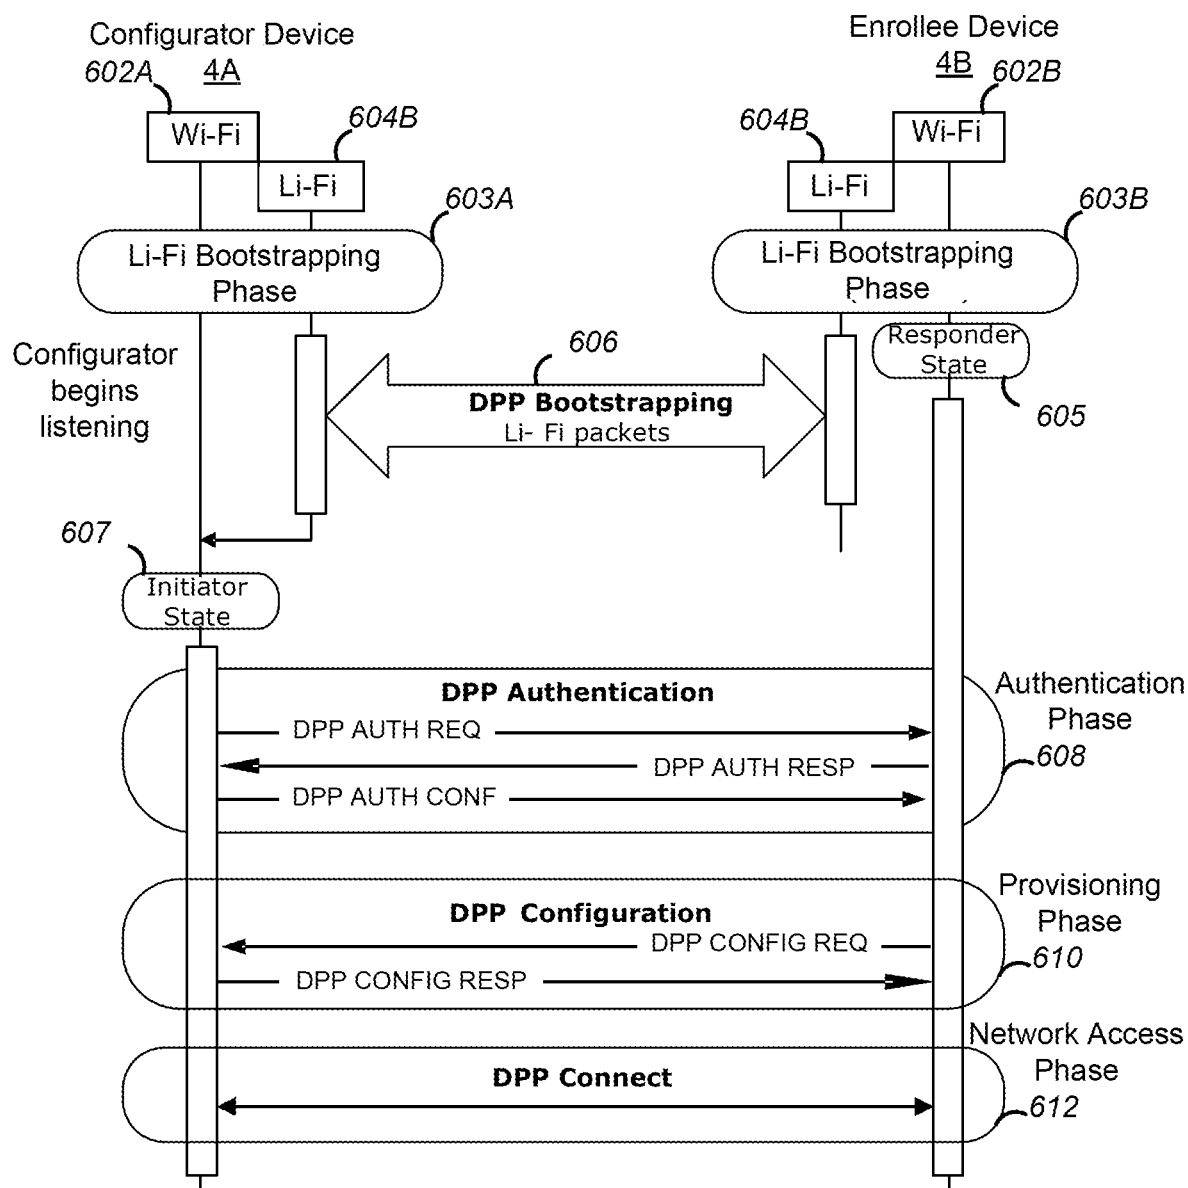 Configurator Device
4A
Enrollee Device
4B
602A
602B
604B
604B
Wi-Fi
Li-Fi
Li-Fi
Wi-Fi
603A
603B
Li-Fi Bootstrapping
Phase
Li-Fi Bootstrapping
Phase
Responder
State
605
Configurator
begins
listening
606
DPP Bootstrapping
Li- Fi packets
607
Initiator
State
DPP Authentication
DPP AUTH REQ
DPP AUTH RESP
DPP AUTH CONF
Authentication
Phase
608
DPP Configuration
DPP CONFIG REQ
DPP CONFIG RESP
Provisioning
Phase
610
DPP Connect
Network Access
Phase
612